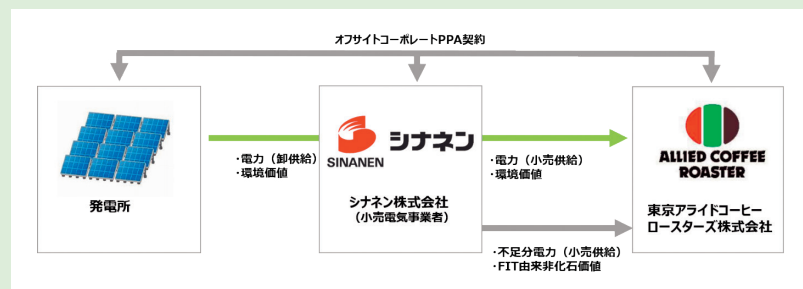 オフサイトコーポレートPPA契約
発電所
・電力（卸供給）
・環境価値
SINANEN
シナネン
シナネン株式会社
（小売電気事業者）
・電力（小売供給）
・環境価値
・不足分電力（小売供給）
・FIT由来非化石価値
ALLIED COFFEE
ROASTER
東京アライドコーヒー
ロースターズ株式会社